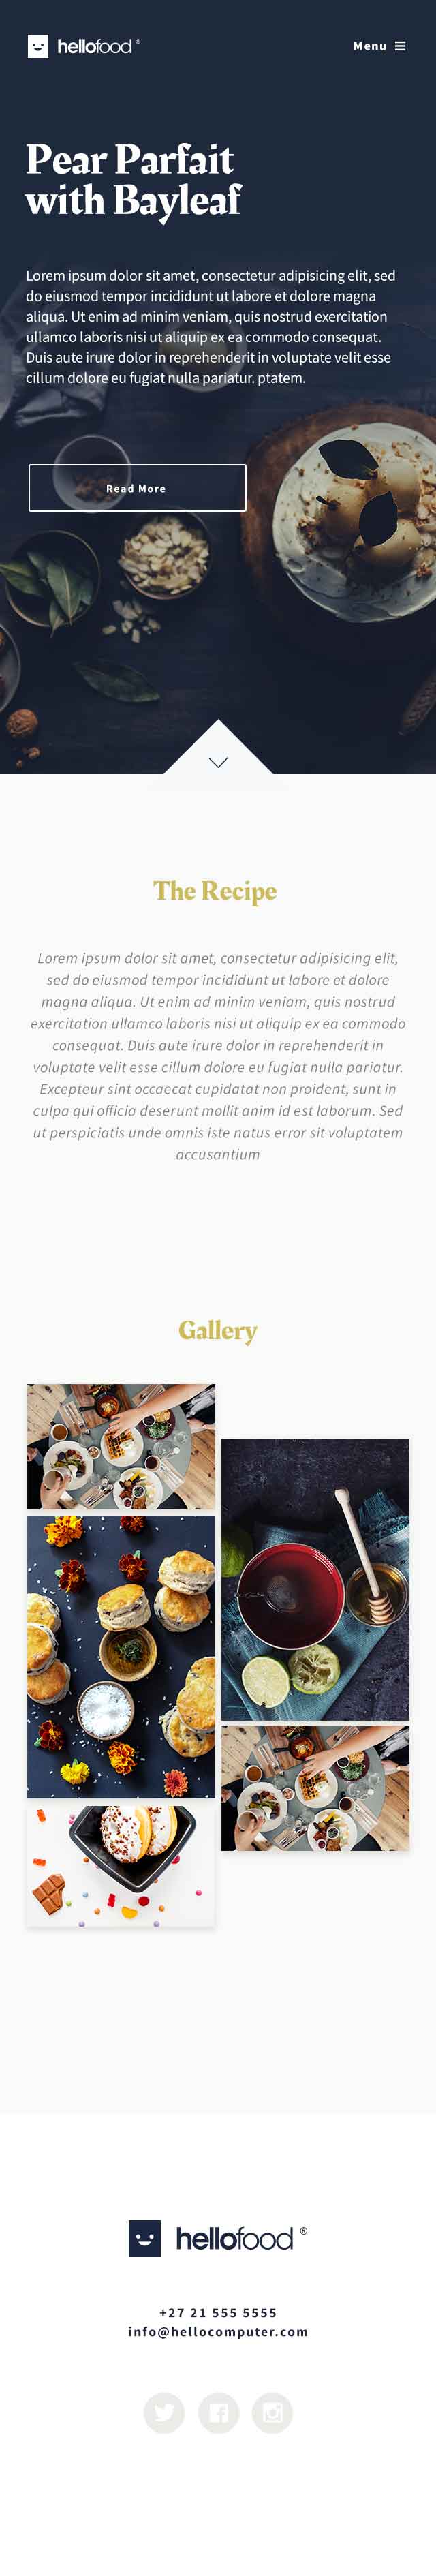 hellofood®
Menu
Pear Parfait
with Bayleaf
Lorem ipsum dolor sit amet, consectetur adipisicing elit, sed
do eiusmod tempor incididunt ut labore et dolore magna
aliqua. Ut enim ad minim veniam, quis nostrud exercitation
ullamco laboris nisi ut aliquip ex ea commodo consequat.
Duis aute irure dolor in reprehenderit in voluptate velit esse
cillum dolore eu fugiat nulla pariatur. ptatem.
Read More
The Recipe
Lorem ipsum dolor sit amet, consectetur adipisicing elit,
sed do eiusmod tempor incididunt ut labore et dolore
magna aliqua. Ut enim ad minim veniam, quis nostrud
exercitation ullamco laboris nisi ut aliquip ex ea commodo
consequat. Duis aute irure dolor in reprehenderit in
voluptate velit esse cillum dolore eu fugiat nulla pariatur.
Excepteur sint occaecat cupidatat non proident, sunt in
culpa qui officia deserunt mollit anim id est laborum. Sed
ut perspiciatis unde omnis iste natus error sit voluptatem
accusantium
Gallery
hellofood®
+27 21 555 5555
info@hellocomputer.com